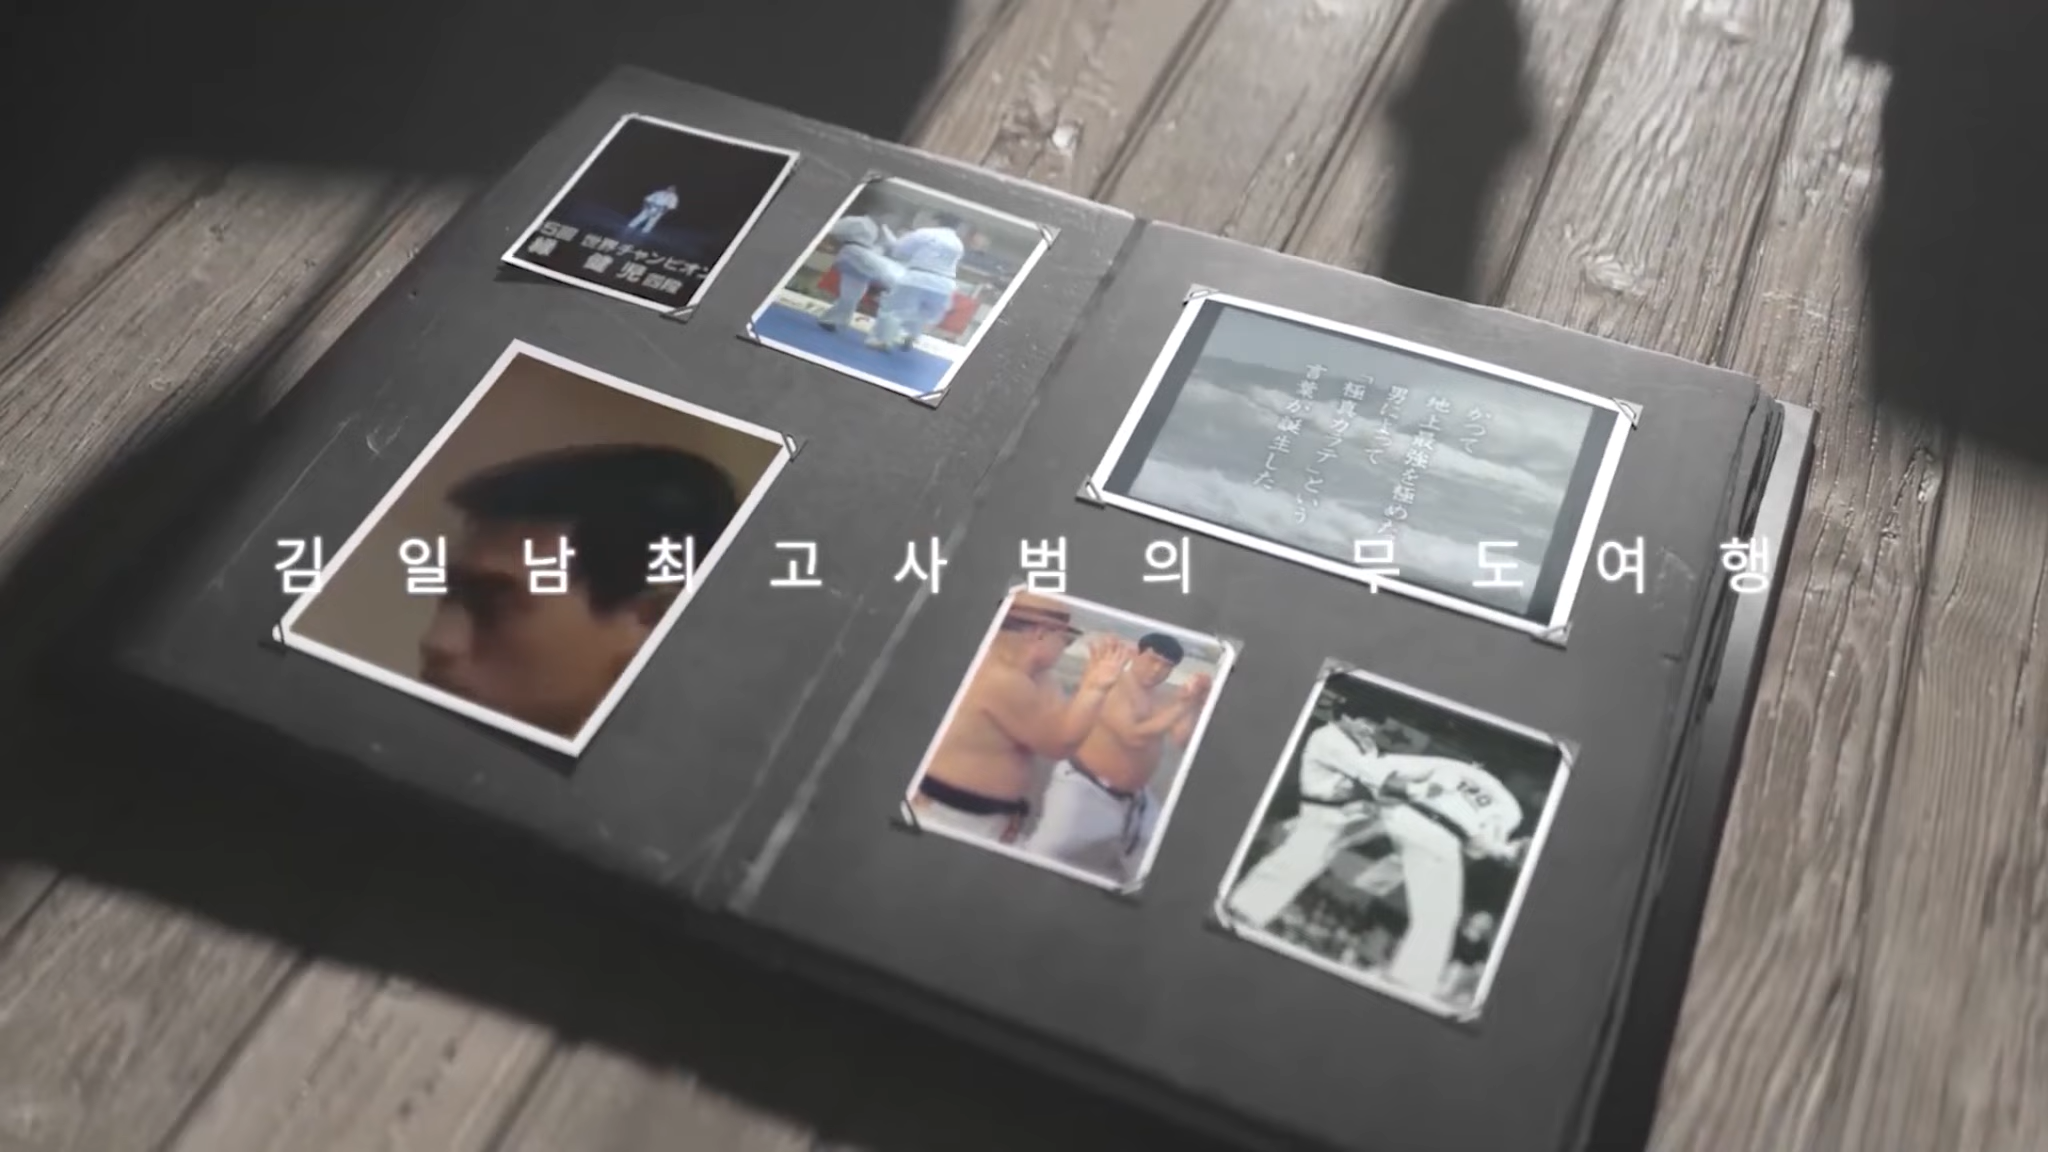 5回 世界チャンピオン
緑 健児 四段
かつて
地上最強を極めた
男によって
「極真カラテ」という
言葉が誕生した
김일남최고사범의 무도여행